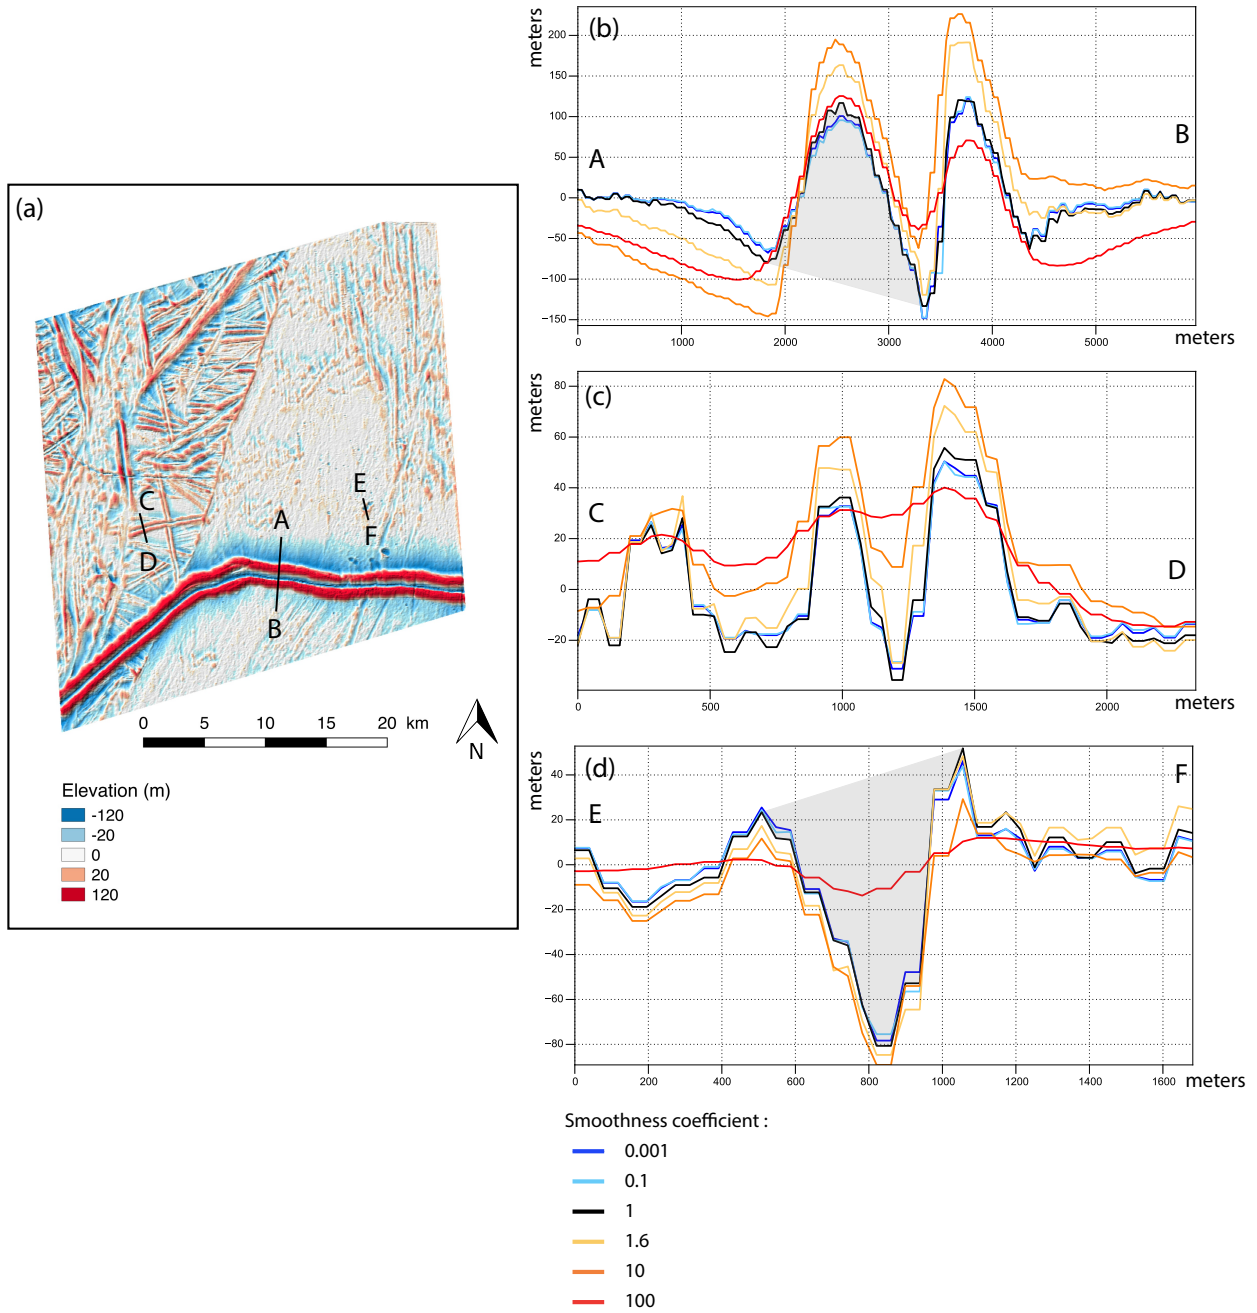 (a)
C
D
E
F
A
B
0 5 10 15 20 km
N
Elevation (m)
-120
-20
0
20
120
(b)
meters
200
150
100
50
0
−50
−100
−150
A
B
0 1000 2000 3000 4000 5000
meters
(c)
meters
80
60
40
20
0
−20
C
D
0 500 1000 1500 2000
(d)
meters
40
20
0
−20
−40
−60
−80
E
F
0 200 400 600 800 1000 1200 1400 1600
meters
Smoothness coefficient :
0.001
0.1
1
1.6
10
100